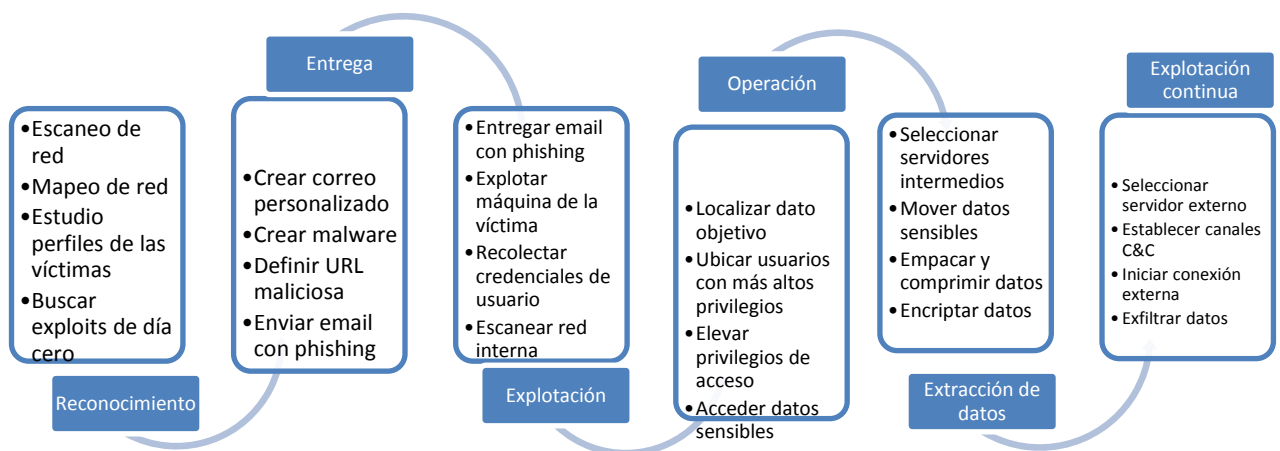 •Escaneo de
red
•Mapeo de red
•Estudio
perfiles de las
víctimas
•Buscar
exploits de día
cero
Reconocimiento
Entrega
•Crear correo
personalizado
•Crear malware
•Definir URL
maliciosa
•Enviar email
con phishing
•Entregar email
con phishing
•Explotar
máquina de la
víctima
•Recolectar
credenciales de
usuario
•Escanear red
interna
Explotación
Operación
•Localizar dato
objetivo
•Ubicar usuarios
con más altos
privilegios
•Elevar
privilegios de
acceso
•Acceder datos
sensibles
•Seleccionar
servidores
intermedios
•Mover datos
sensibles
•Empacar y
comprimir datos
•Encriptar datos
Extracción de
datos
Explotación
continua
•Seleccionar
servidor externo
•Establecer canales
C&C
•Iniciar conexión
externa
•Exfiltrar datos